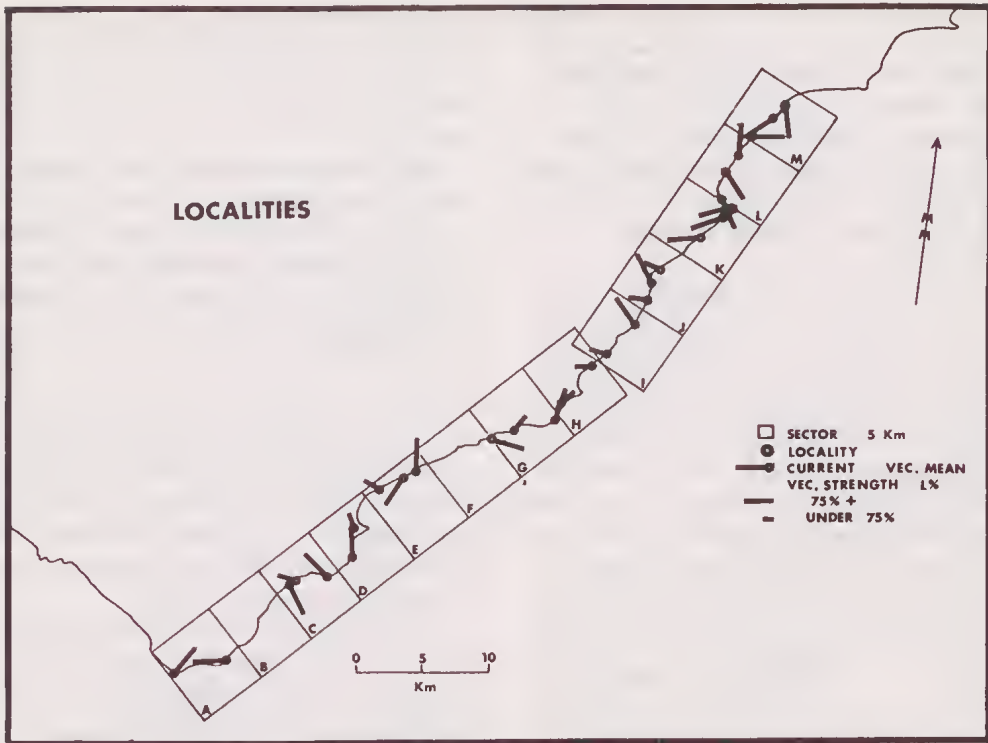 LOCALITIES
M
L
K
J
I
H
G
F
E
D
C
B
A
SECTOR 5 Km
LOCALITY
CURRENT VEC. MEAN
VEC. STRENGTH L%
75% +
UNDER 75%
0 5 10
Km